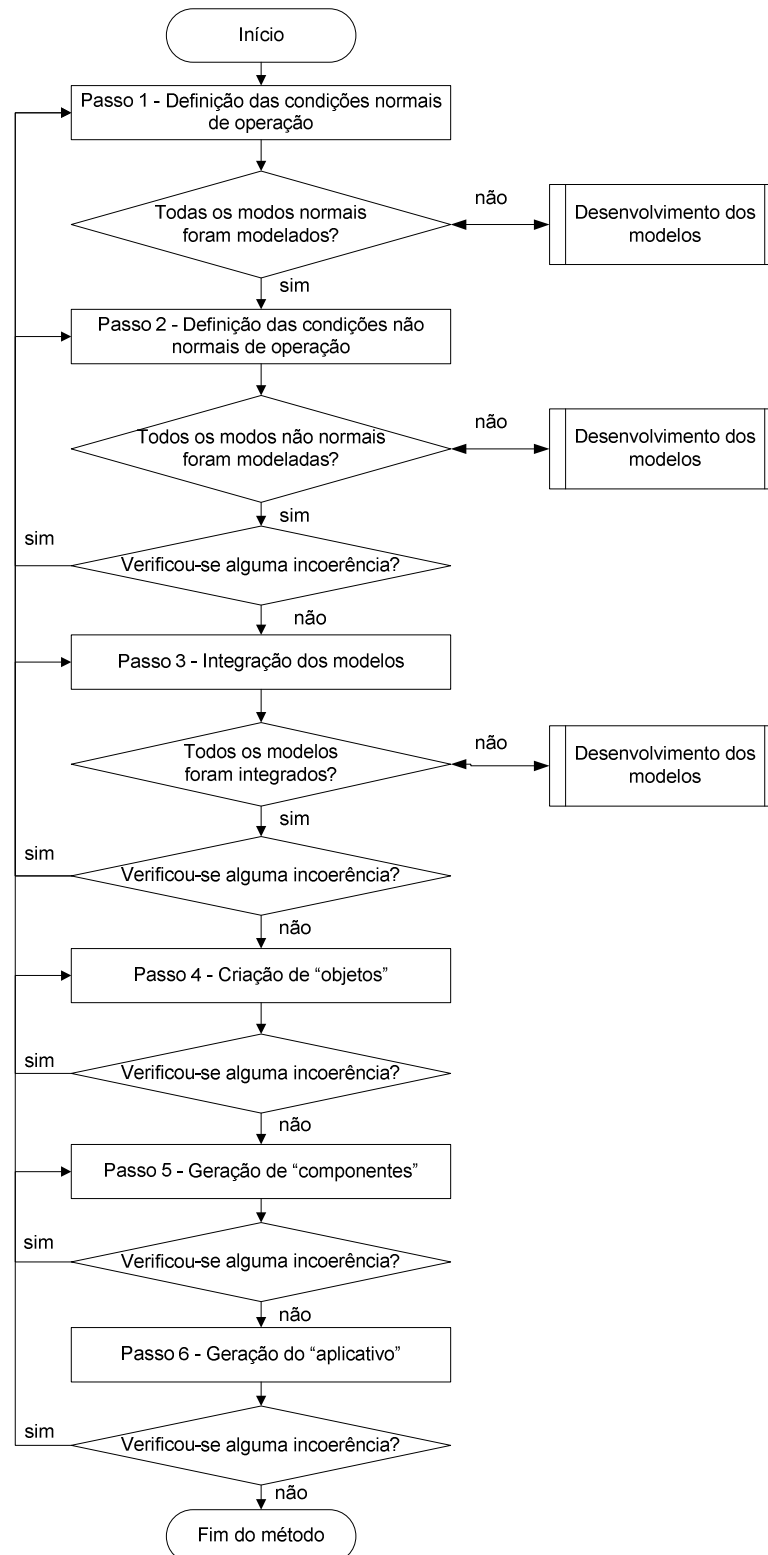 Início
Passo 1 - Definição das condições normais
de operação
Todas os modos normais
foram modelados?
não
Desenvolvimento dos
modelos
sim
Passo 2 - Definição das condições não
normais de operação
Todos os modos não normais
foram modeladas?
não
Desenvolvimento dos
modelos
sim
sim
Verificou-se alguma incoerência?
não
Passo 3 - Integração dos modelos
Todos os modelos
foram integrados?
não
Desenvolvimento dos
modelos
sim
sim
Verificou-se alguma incoerência?
não
Passo 4 - Criação de “objetos”
sim
Verificou-se alguma incoerência?
não
Passo 5 - Geração de “componentes”
sim
Verificou-se alguma incoerência?
não
Passo 6 - Geração do “aplicativo”
sim
Verificou-se alguma incoerência?
não
Fim do método